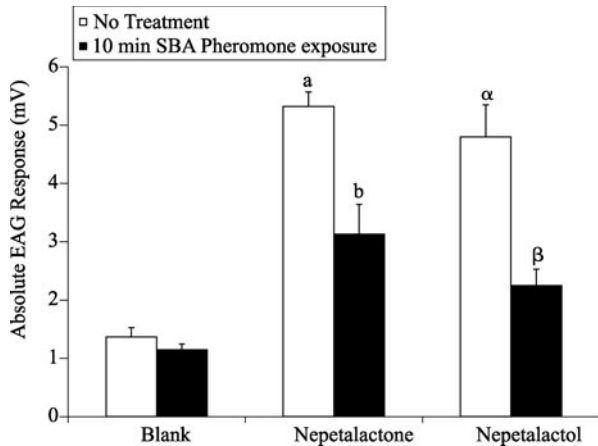 No Treatment
10 min SBA Pheromone exposure
Absolute EAG Response (mV)
6
5
4
3
2
1
0
a
b
α
β
Blank
Nepetalactone
Nepetalactol